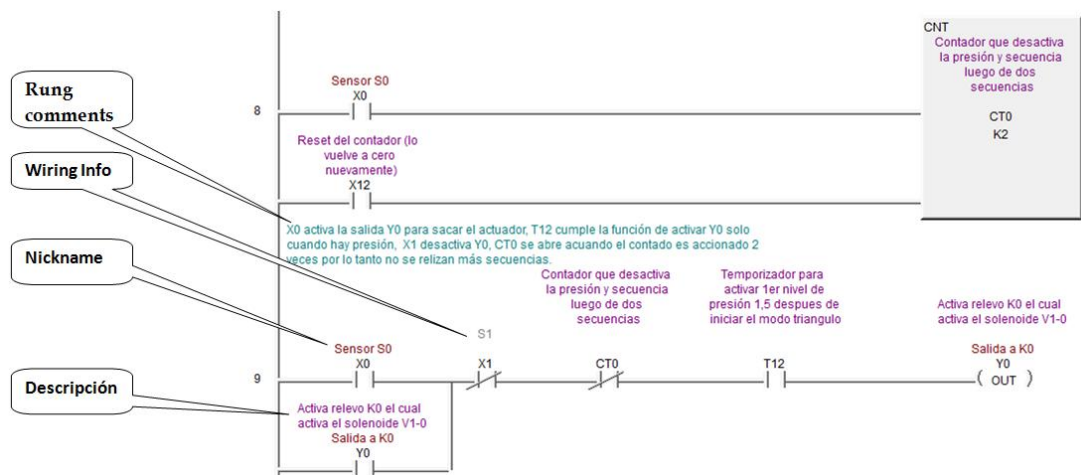 Rung
comments
Wiring Info
Nickname
Descripción
8
Sensor S0
X0
Reset del contador (lo
vuelve a cero
nuevamente)
X12
CNT
Contador que desactiva
la presión y secuencia
luego de dos
secuencias
CT0
K2
X0 activa la salida Y0 para sacar el actuador, T12 cumple la función de activar Y0 solo
cuando hay presión, X1 desactiva Y0, CT0 se abre acuando el contado es accionado 2
veces por lo tanto no se relizan más secuencias.
9
Sensor S0
X0
S1
X1
Contador que desactiva
la presión y secuencia
luego de dos
secuencias
CT0
Temporizador para
activar 1er nivel de
presión 1,5 despues de
iniciar el modo triangulo
T12
Activa relevo K0 el cual
activa el solenoide V1-0
Salida a K0
Y0
( OUT )
Activa relevo K0 el cual
activa el solenoide V1-0
Salida a K0
Y0